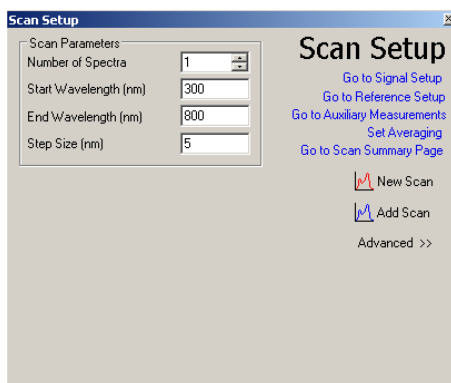 Scan Setup
Scan Parameters
Number of Spectra 1
Start Wavelength (nm) 300
End Wavelength (nm) 800
Step Size (nm) 5
Scan Setup
Go to Signal Setup
Go to Reference Setup
Go to Auxiliary Measurements
Set Averaging
Go to Scan Summary Page
New Scan
Add Scan
Advanced >>